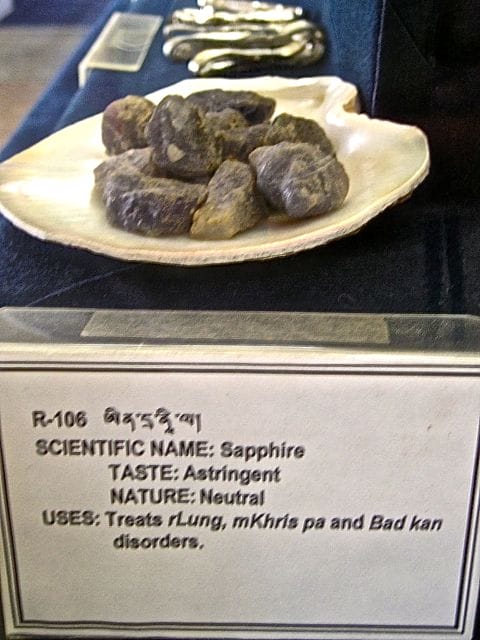 R-106 ཨིནྡྲ་ནཱི་ལ།
SCIENTIFIC NAME: Sapphire
TASTE: Astringent
NATURE: Neutral
USES: Treats rLung, mKhris pa and Bad kan
disorders.